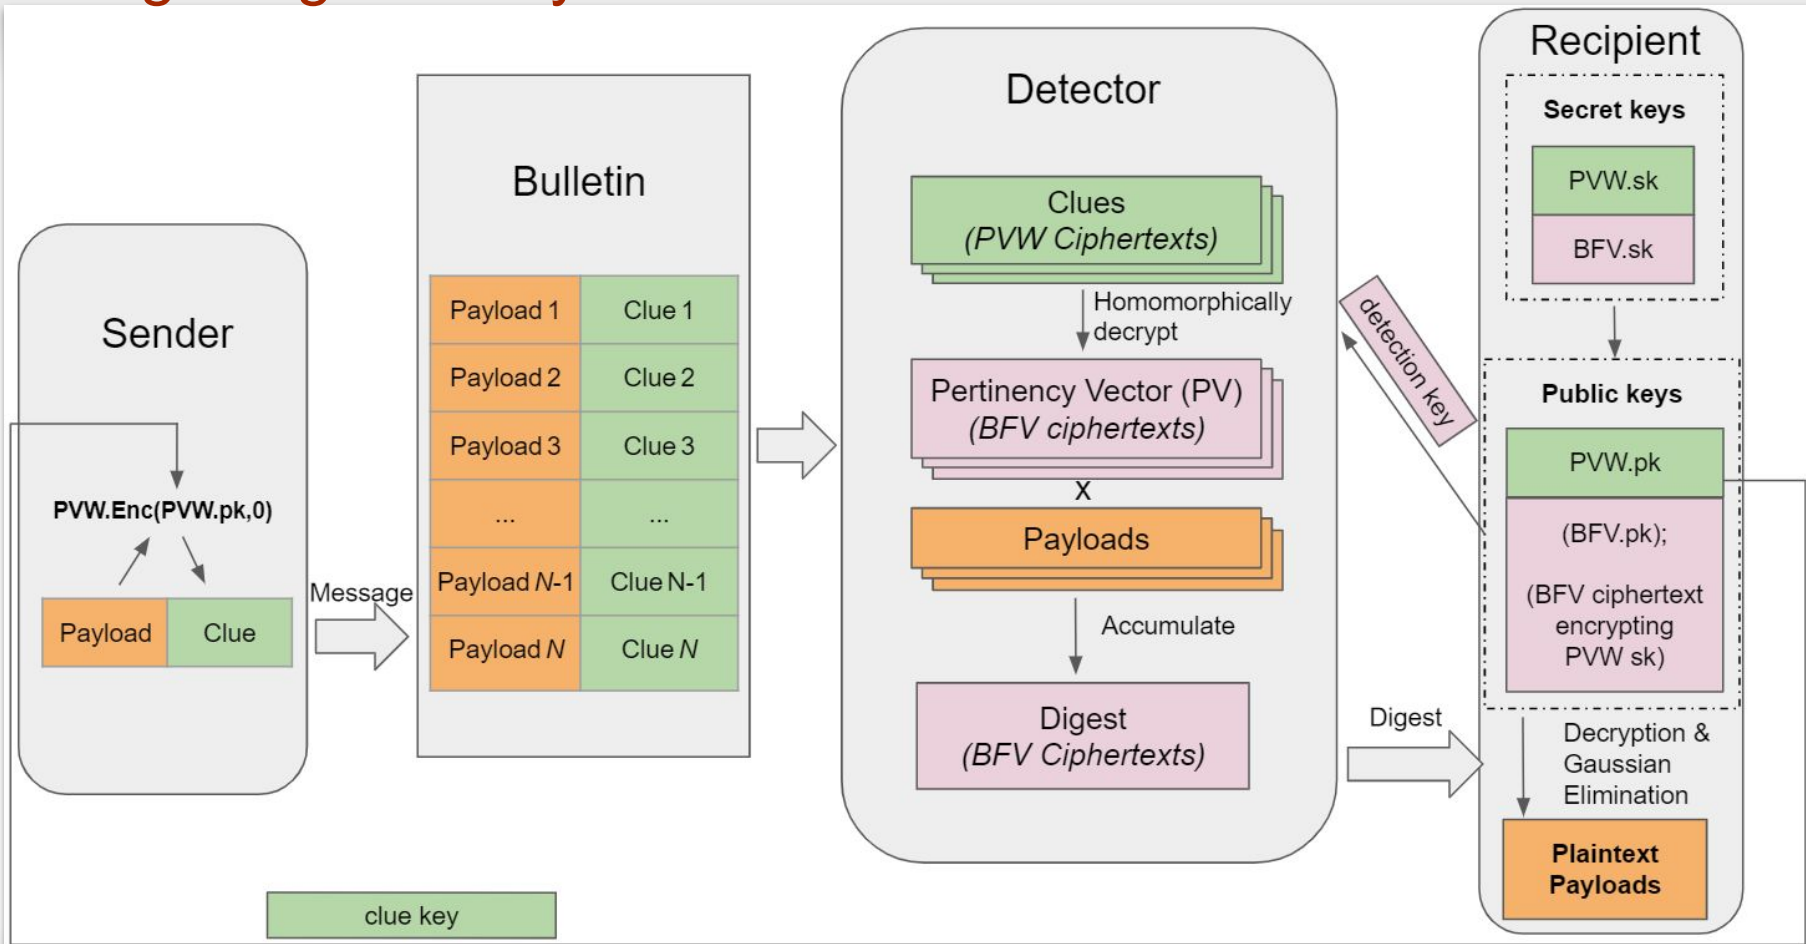 Sender
PVW.Enc(PVW.pk,0)
Payload
Clue
Message
Bulletin
Payload 1
Clue 1
Payload 2
Clue 2
Payload 3
Clue 3
...
...
Payload N-1
Clue N-1
Payload N
Clue N
Detector
Clues
(PVW Ciphertexts)
Homomorphically
decrypt
Pertinency Vector (PV)
(BFV ciphertexts)
x
Payloads
Accumulate
Digest
(BFV Ciphertexts)
detection key
Digest
Recipient
Secret keys
PVW.sk
BFV.sk
Public keys
PVW.pk
(BFV.pk);
(BFV ciphertext
encrypting
PVW sk)
Decryption &
Gaussian
Elimination
Plaintext
Payloads
clue key